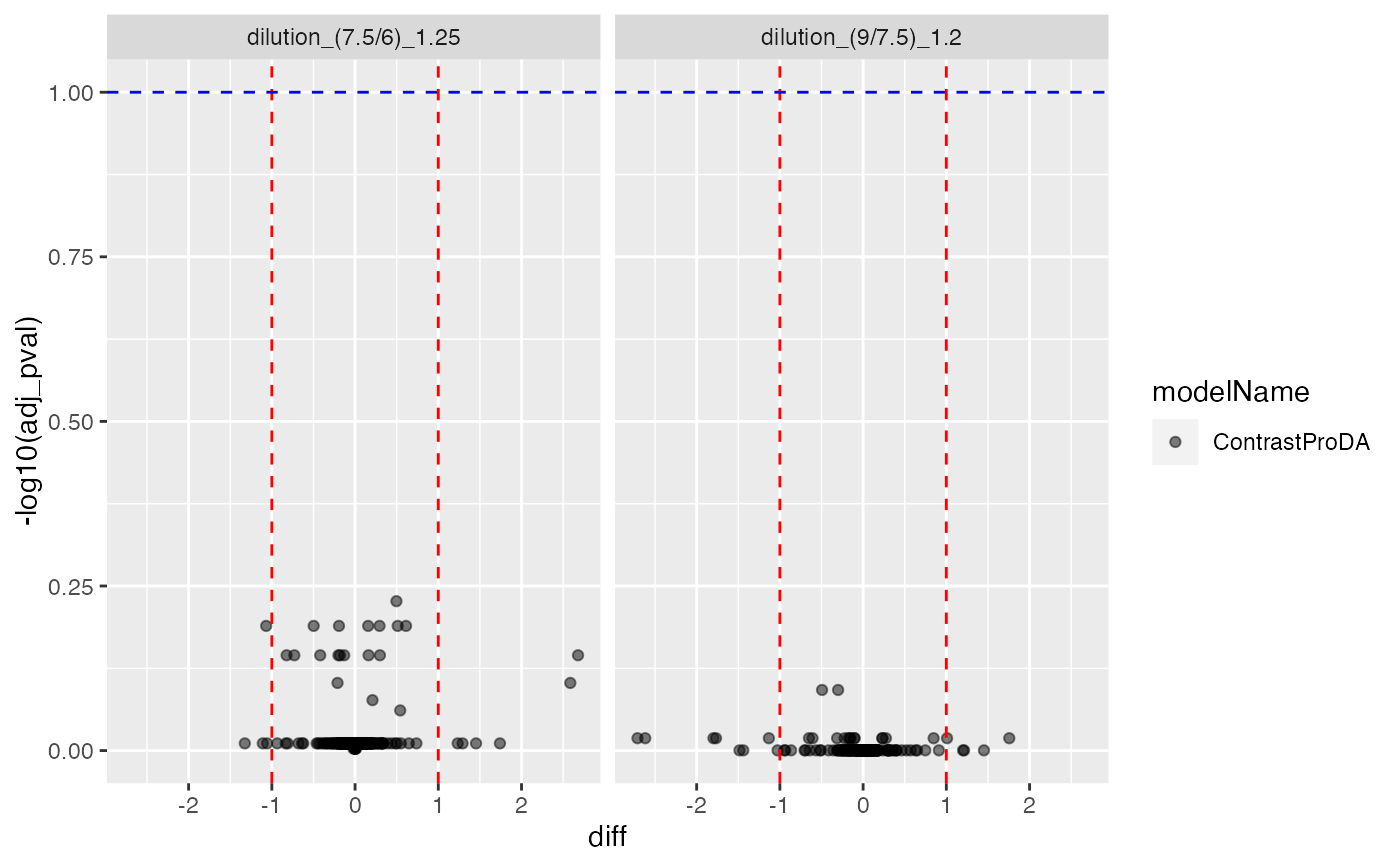 dilution_(7.5/6)_1.25
dilution_(9/7.5)_1.2
1.00
0.75
0.50
0.25
0.00
-log10(adj_pval)
-2
-1
0
1
2
-2
-1
0
1
2
diff
modelName
ContrastProDA